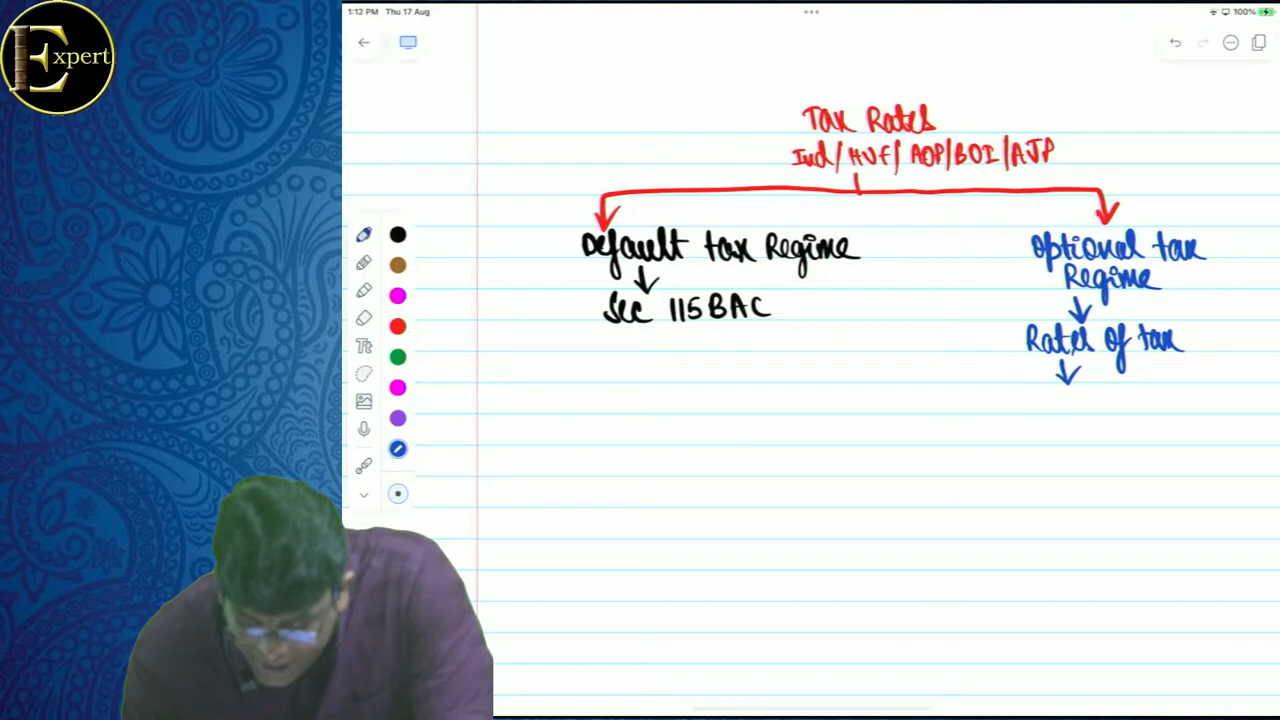 1:12 PM Thu 17 Aug
100%
Expert
Tax Rates
Ind/HUF/AOP/BOI/AJP
Default tax Regime
Sec 115BAC
Optional tax
Regime
Rates of tax
Tt